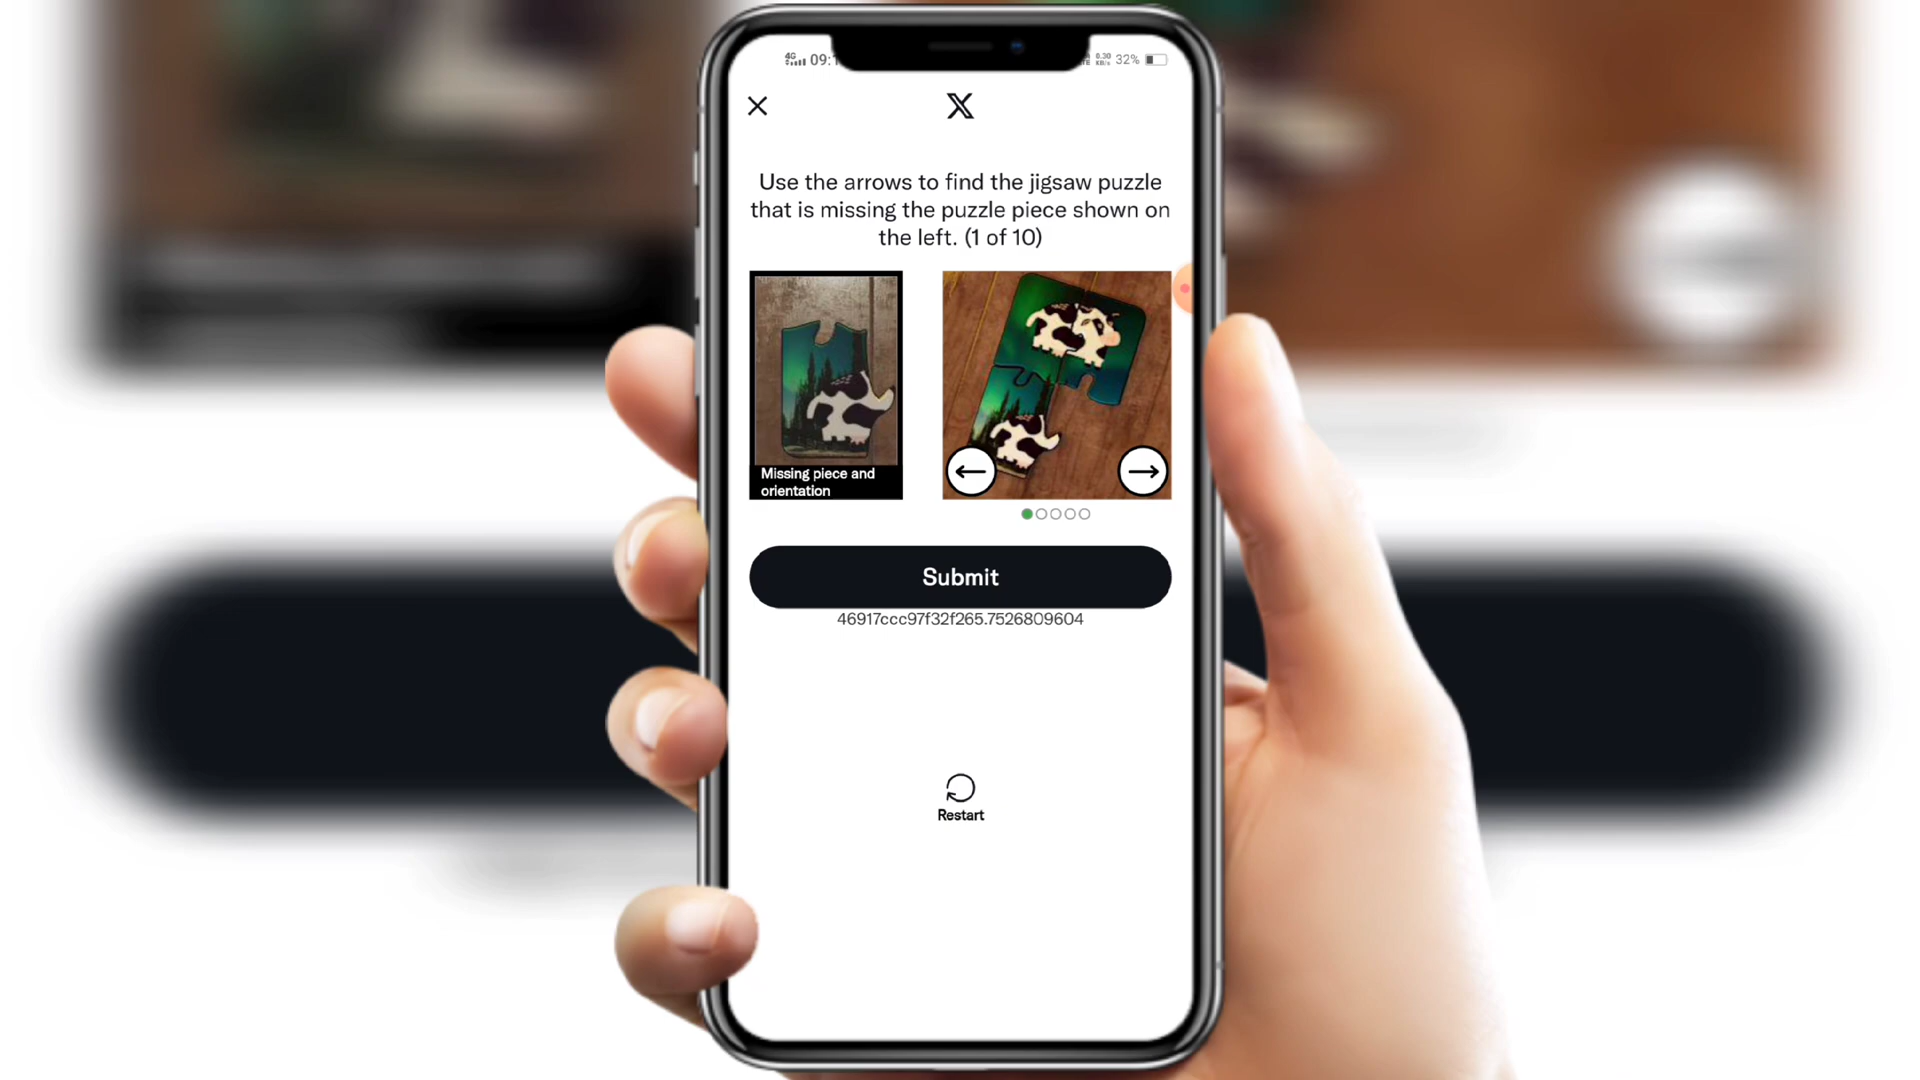 32%
X
Use the arrows to find the jigsaw puzzle
that is missing the puzzle piece shown on
the left. (1 of 10)
Missing piece and
orientation
Submit
46917ccc97f32f265.7526809604
Restart